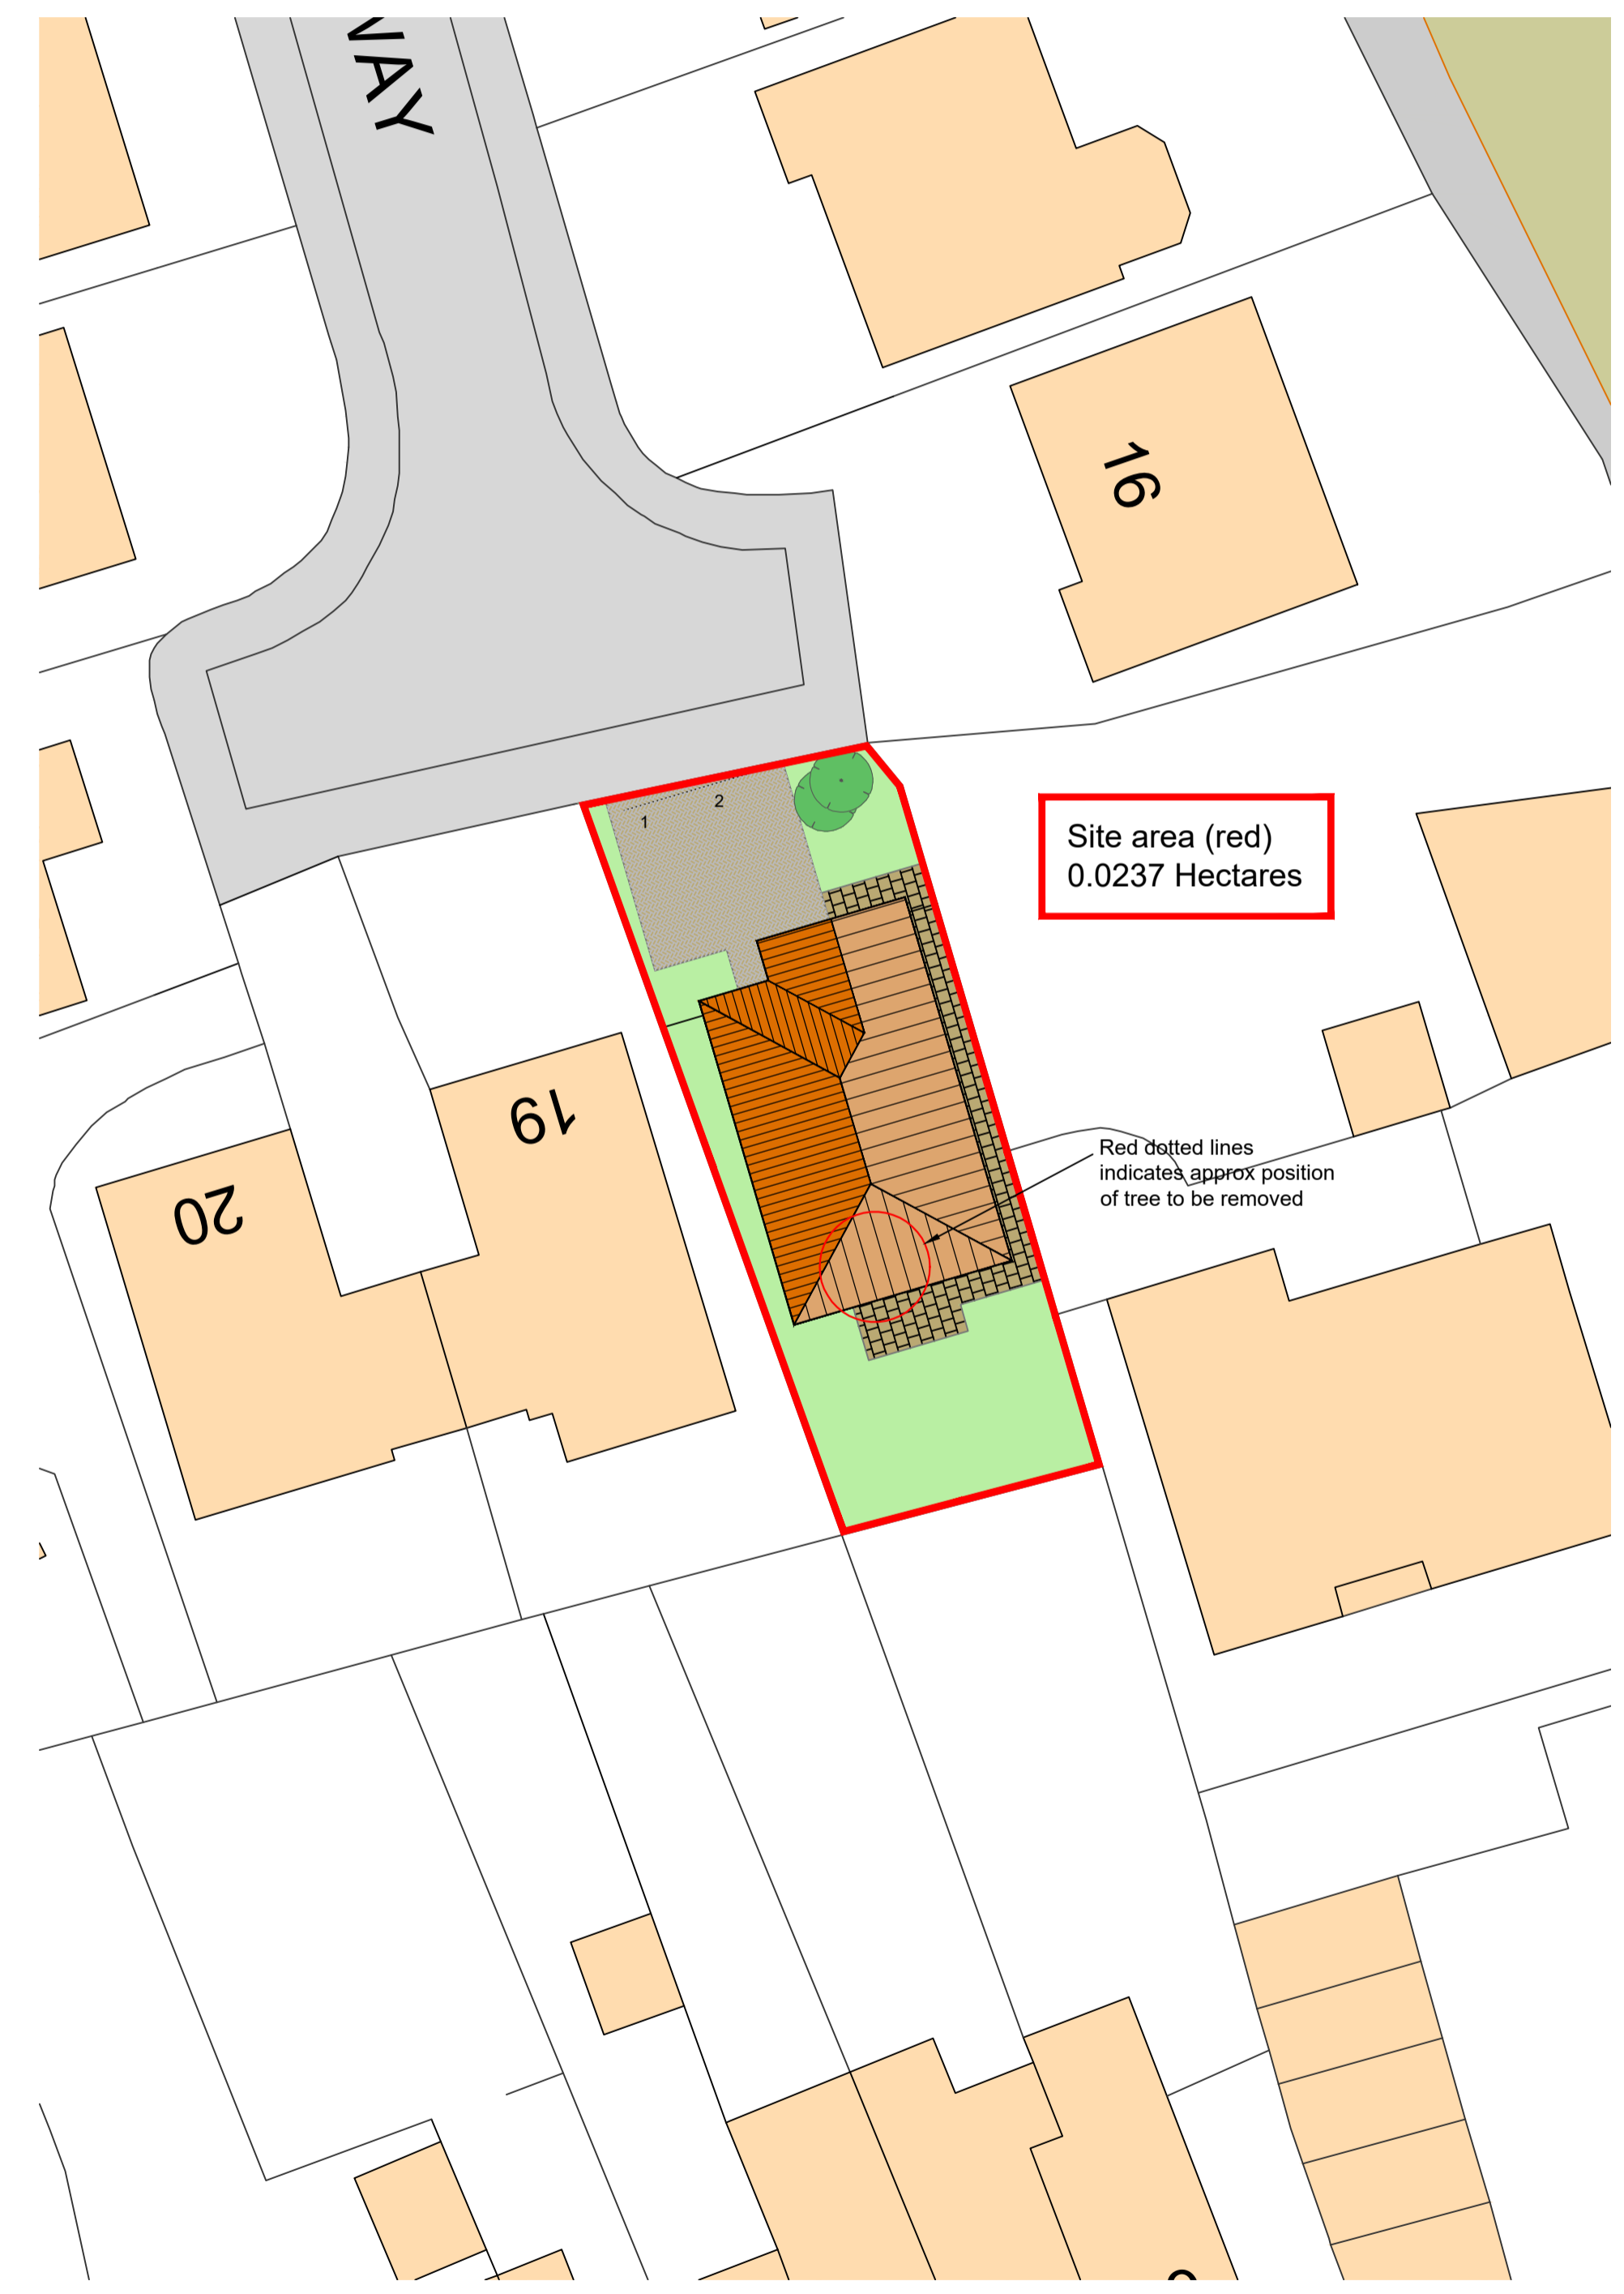 WAY
16
2
1
Site area (red)
0.0237 Hectares
19
20
Red dotted lines
indicates approx position
of tree to be removed